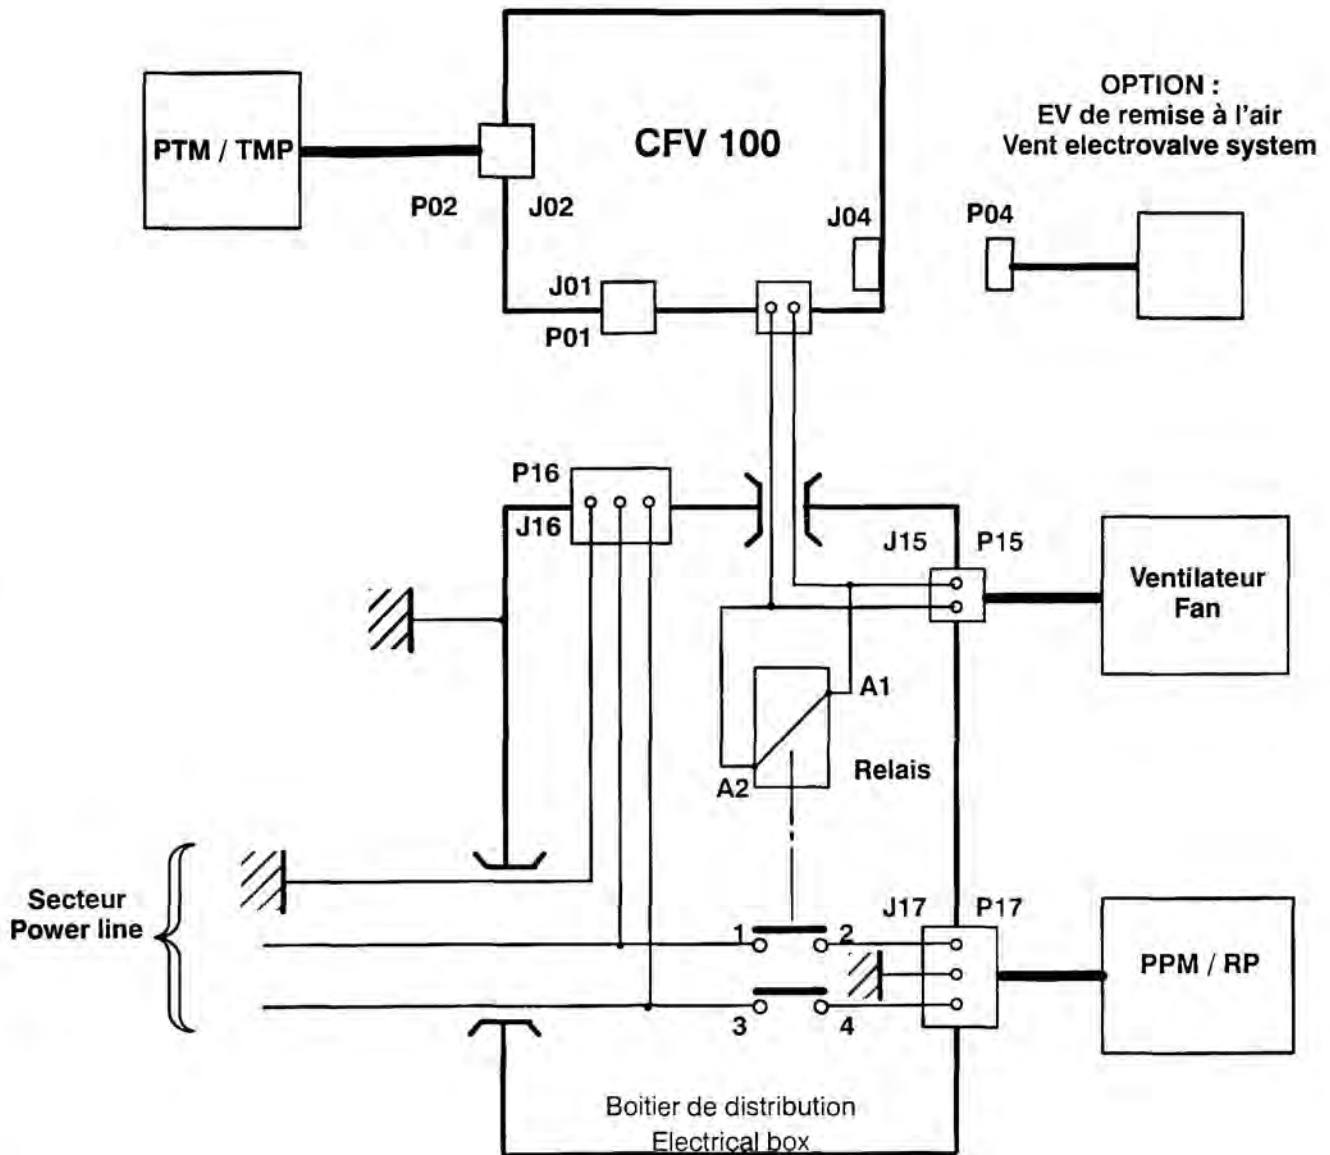 OPTION :
EV de remise à l'air
Vent electrovalve system
PTM / TMP
CFV 100
P02
J02
J04
P04
J01
P01
P16
J16
J15
P15
Ventilateur
Fan
A1
A2
Relais
Secteur
Power line
1
2
J17
P17
3
4
PPM / RP
Boitier de distribution
Electrical box